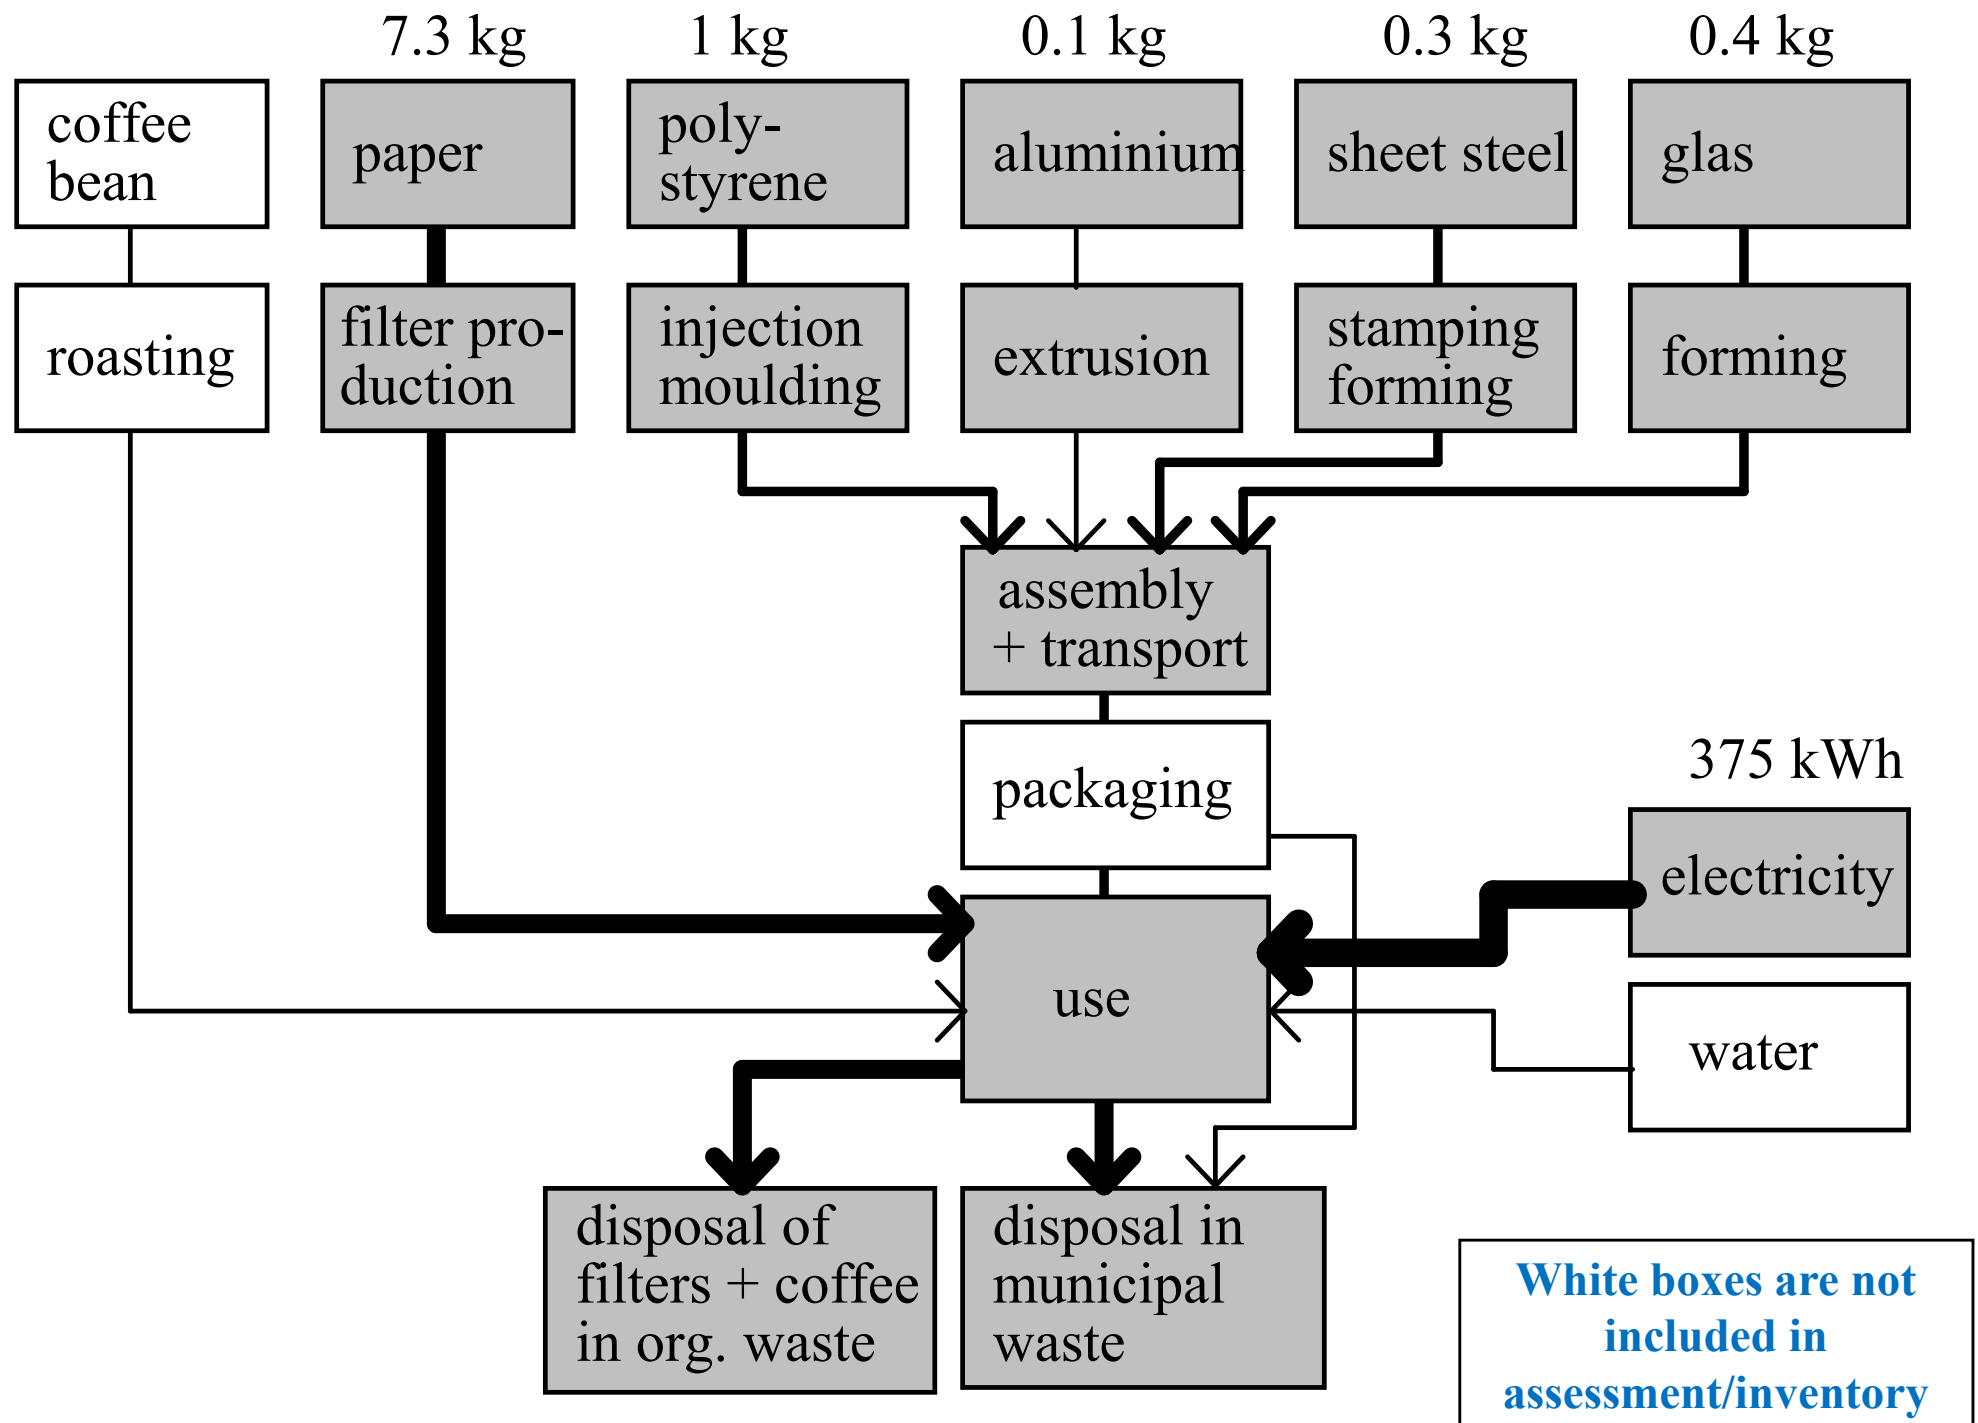 7.3 kg
1 kg
0.1 kg
0.3 kg
0.4 kg
coffee
bean
paper
poly-
styrene
aluminium
sheet steel
glas
roasting
filter pro-
duction
injection
moulding
extrusion
stamping
forming
forming
assembly
+ transport
packaging
375 kWh
electricity
use
water
disposal of
filters + coffee
in org. waste
disposal in
municipal
waste
White boxes are not
included in
assessment/inventory